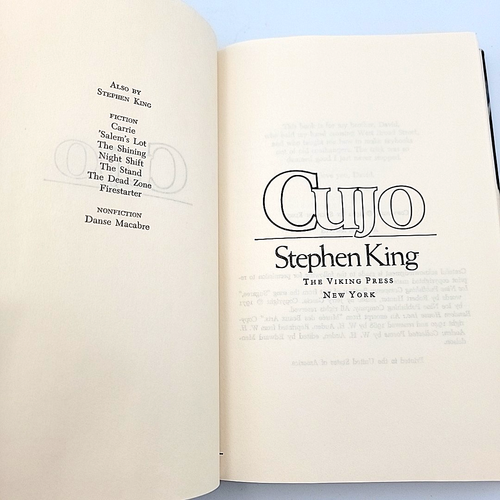 Also by
Stephen King
FICTION
Carrie
'Salem's Lot
The Shining
Night Shift
The Stand
The Dead Zone
Firestarter
NONFICTION
Danse Macabre
Cujo
Stephen King
The Viking Press
New York